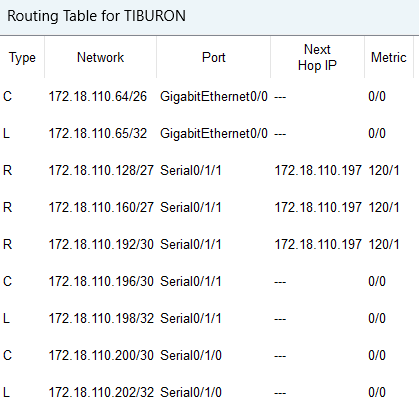 Routing Table for TIBURON
Type Network Port Next Hop IP Metric
C 172.18.110.64/26 GigabitEthernet0/0 --- 0/0
L 172.18.110.65/32 GigabitEthernet0/0 --- 0/0
R 172.18.110.128/27 Serial0/1/1 172.18.110.197 120/1
R 172.18.110.160/27 Serial0/1/1 172.18.110.197 120/1
R 172.18.110.192/30 Serial0/1/1 172.18.110.197 120/1
C 172.18.110.196/30 Serial0/1/1 --- 0/0
L 172.18.110.198/32 Serial0/1/1 --- 0/0
C 172.18.110.200/30 Serial0/1/0 --- 0/0
L 172.18.110.202/32 Serial0/1/0 --- 0/0